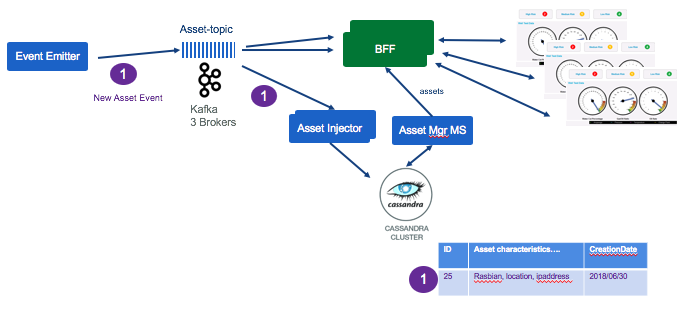 Asset-topic
Event Emitter
BFF
1
New Asset Event
Kafka
3 Brokers
1
assets
Asset Injector
Asset Mgr MS
cassandra
CASSANDRA
CLUSTER
ID Asset characteristics…. CreationDate
1 25 Rasbian, location, ipaddress 2018/06/30